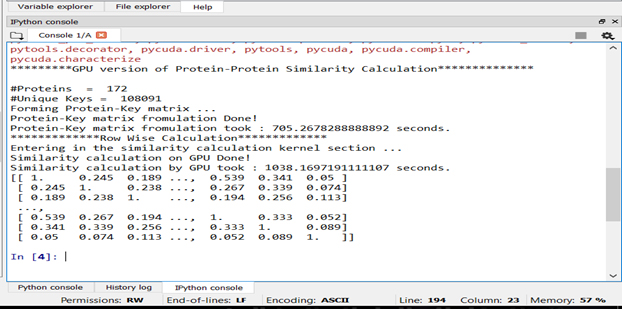 Variable explorer File explorer Help
IPython console
Console 1/A
pytools.decorator, pycuda.driver, pytools, pycuda, pycuda.compiler,
pycuda.characterize
*********GPU version of Protein-Protein Similarity Calculation**************
#Proteins = 172
#Unique Keys = 108091
Forming Protein-Key matrix ...
Protein-Key matrix fromulation Done!
Protein-Key matrix fromulation took : 705.2678288888892 seconds.
*************Row Wise Calculation*************
Entering in the similarity calculation kernel section ...
Similarity calculation on GPU Done!
Similarity calculation by GPU took : 1038.1697191111107 seconds.
[[ 1. 0.245 0.189 ..., 0.539 0.341 0.05 ]
[ 0.245 1. 0.238 ..., 0.267 0.339 0.074]
[ 0.189 0.238 1. ..., 0.194 0.256 0.113]
...,
[ 0.539 0.267 0.194 ..., 1. 0.333 0.052]
[ 0.341 0.339 0.256 ..., 0.333 1. 0.089]
[ 0.05 0.074 0.113 ..., 0.052 0.089 1. ]]
In [4]:
Python console History log IPython console
Permissions: RW End-of-lines: LF Encoding: ASCII Line: 194 Column: 23 Memory: 57 %